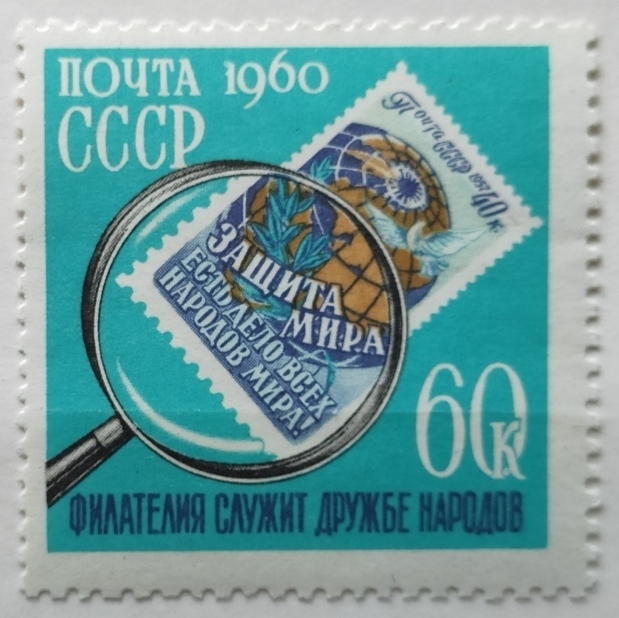 ПОЧТА 1960
СССР
Почта СССР 1957
40к
ЗАЩИТА
МИРА
ЕСТЬ ДЕЛО ВСЕХ
НАРОДОВ МИРА!
60к
ФИЛАТЕЛИЯ СЛУЖИТ ДРУЖБЕ НАРОДОВ